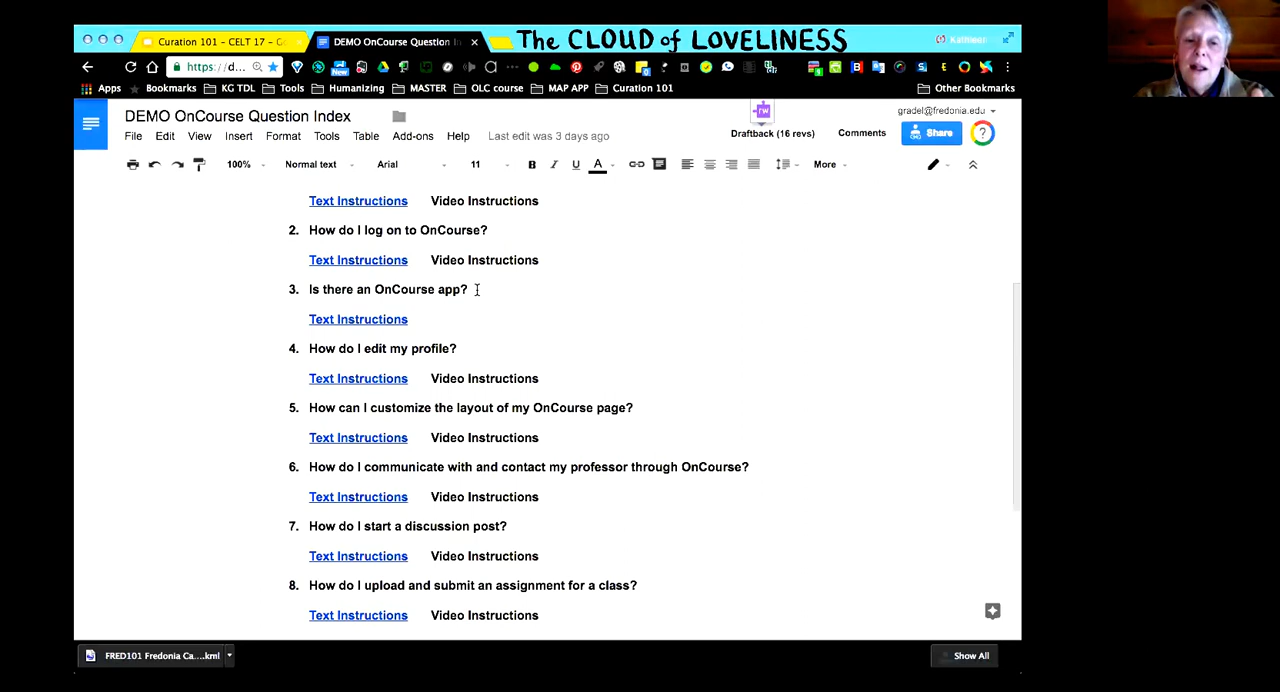 Curation 101 - CELT 17 - G
DEMO OnCourse Question In
The CLOUD of LOVELINESS
Kathleen
https://d...
New
Apps Bookmarks KG TDL Tools Humanizing MASTER OLC course MAP APP Curation 101 Other Bookmarks
DEMO OnCourse Question Index
gradel@fredonia.edu
File Edit View Insert Format Tools Table Add-ons Help Last edit was 3 days ago
Draftback (16 revs) Comments Share ?
100% Normal text Arial 11 B I U A More
Text Instructions Video Instructions
2. How do I log on to OnCourse?
Text Instructions Video Instructions
3. Is there an OnCourse app?
Text Instructions
4. How do I edit my profile?
Text Instructions Video Instructions
5. How can I customize the layout of my OnCourse page?
Text Instructions Video Instructions
6. How do I communicate with and contact my professor through OnCourse?
Text Instructions Video Instructions
7. How do I start a discussion post?
Text Instructions Video Instructions
8. How do I upload and submit an assignment for a class?
Text Instructions Video Instructions
FRED101 Fredonia Ca....kml
Show All